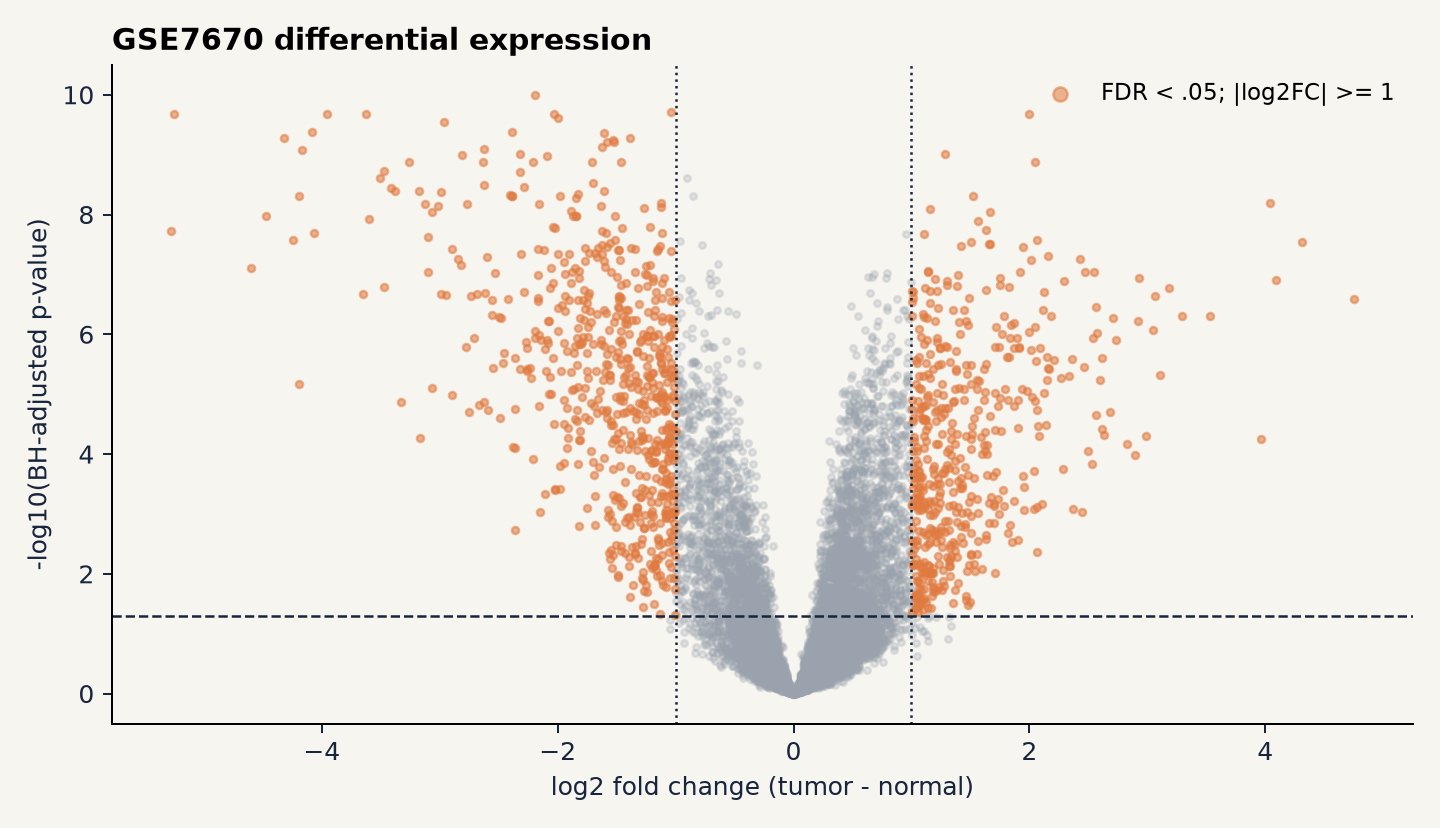 GSE7670 differential expression
FDR < .05; |log2FC| >= 1
-log10(BH-adjusted p-value)
10
8
6
4
2
0
−4
−2
0
2
4
log2 fold change (tumor - normal)